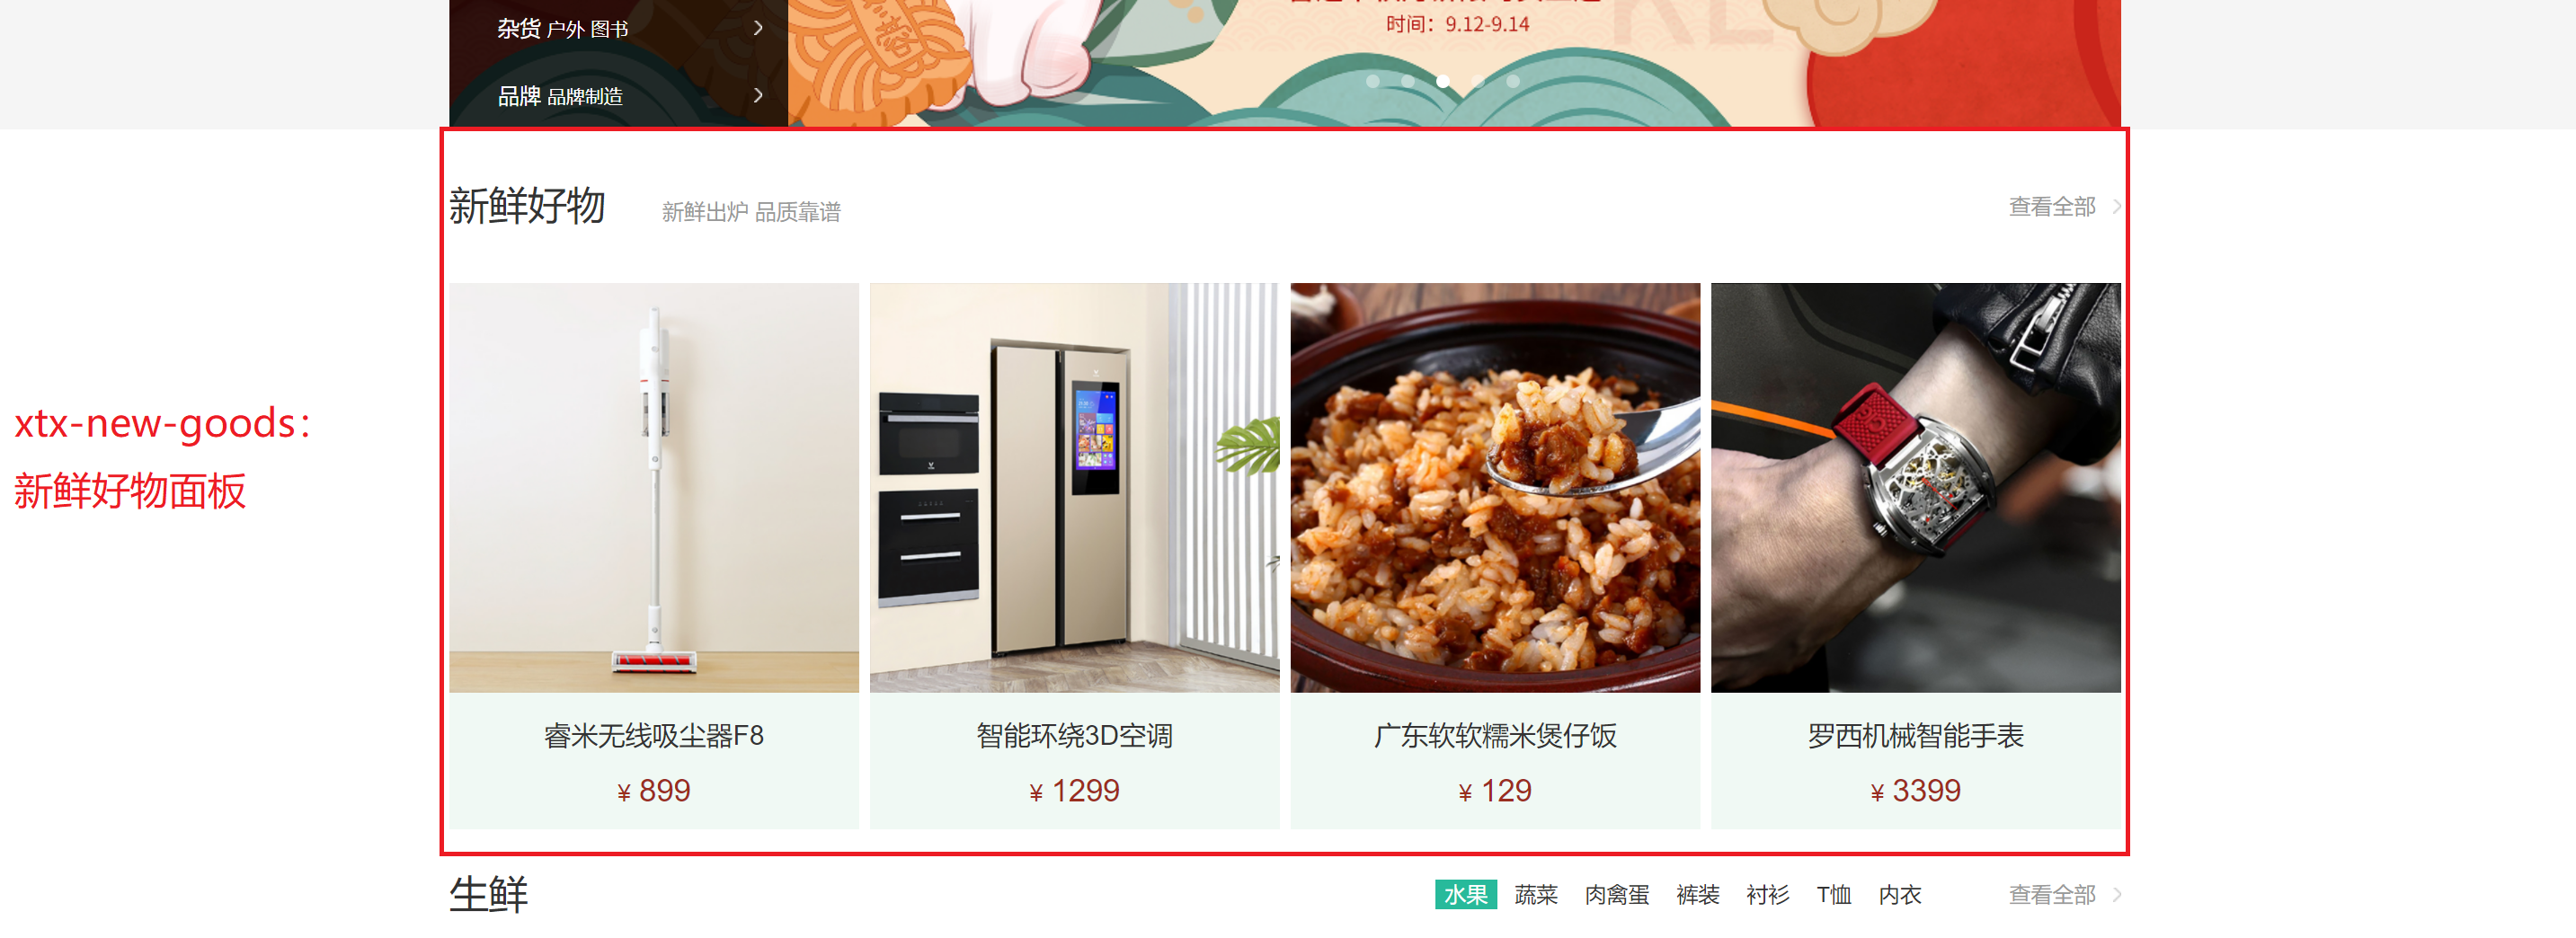 杂货 户外 图书
时间：9.12-9.14
品牌 品牌制造
新鲜好物 新鲜出炉 品质靠谱 查看全部
xtx-new-goods：
新鲜好物面板
睿米无线吸尘器F8
¥ 899
智能环绕3D空调
¥ 1299
广东软软糯米煲仔饭
¥ 129
罗西机械智能手表
¥ 3399
生鲜 水果 蔬菜 肉禽蛋 裤装 衬衫 T恤 内衣 查看全部